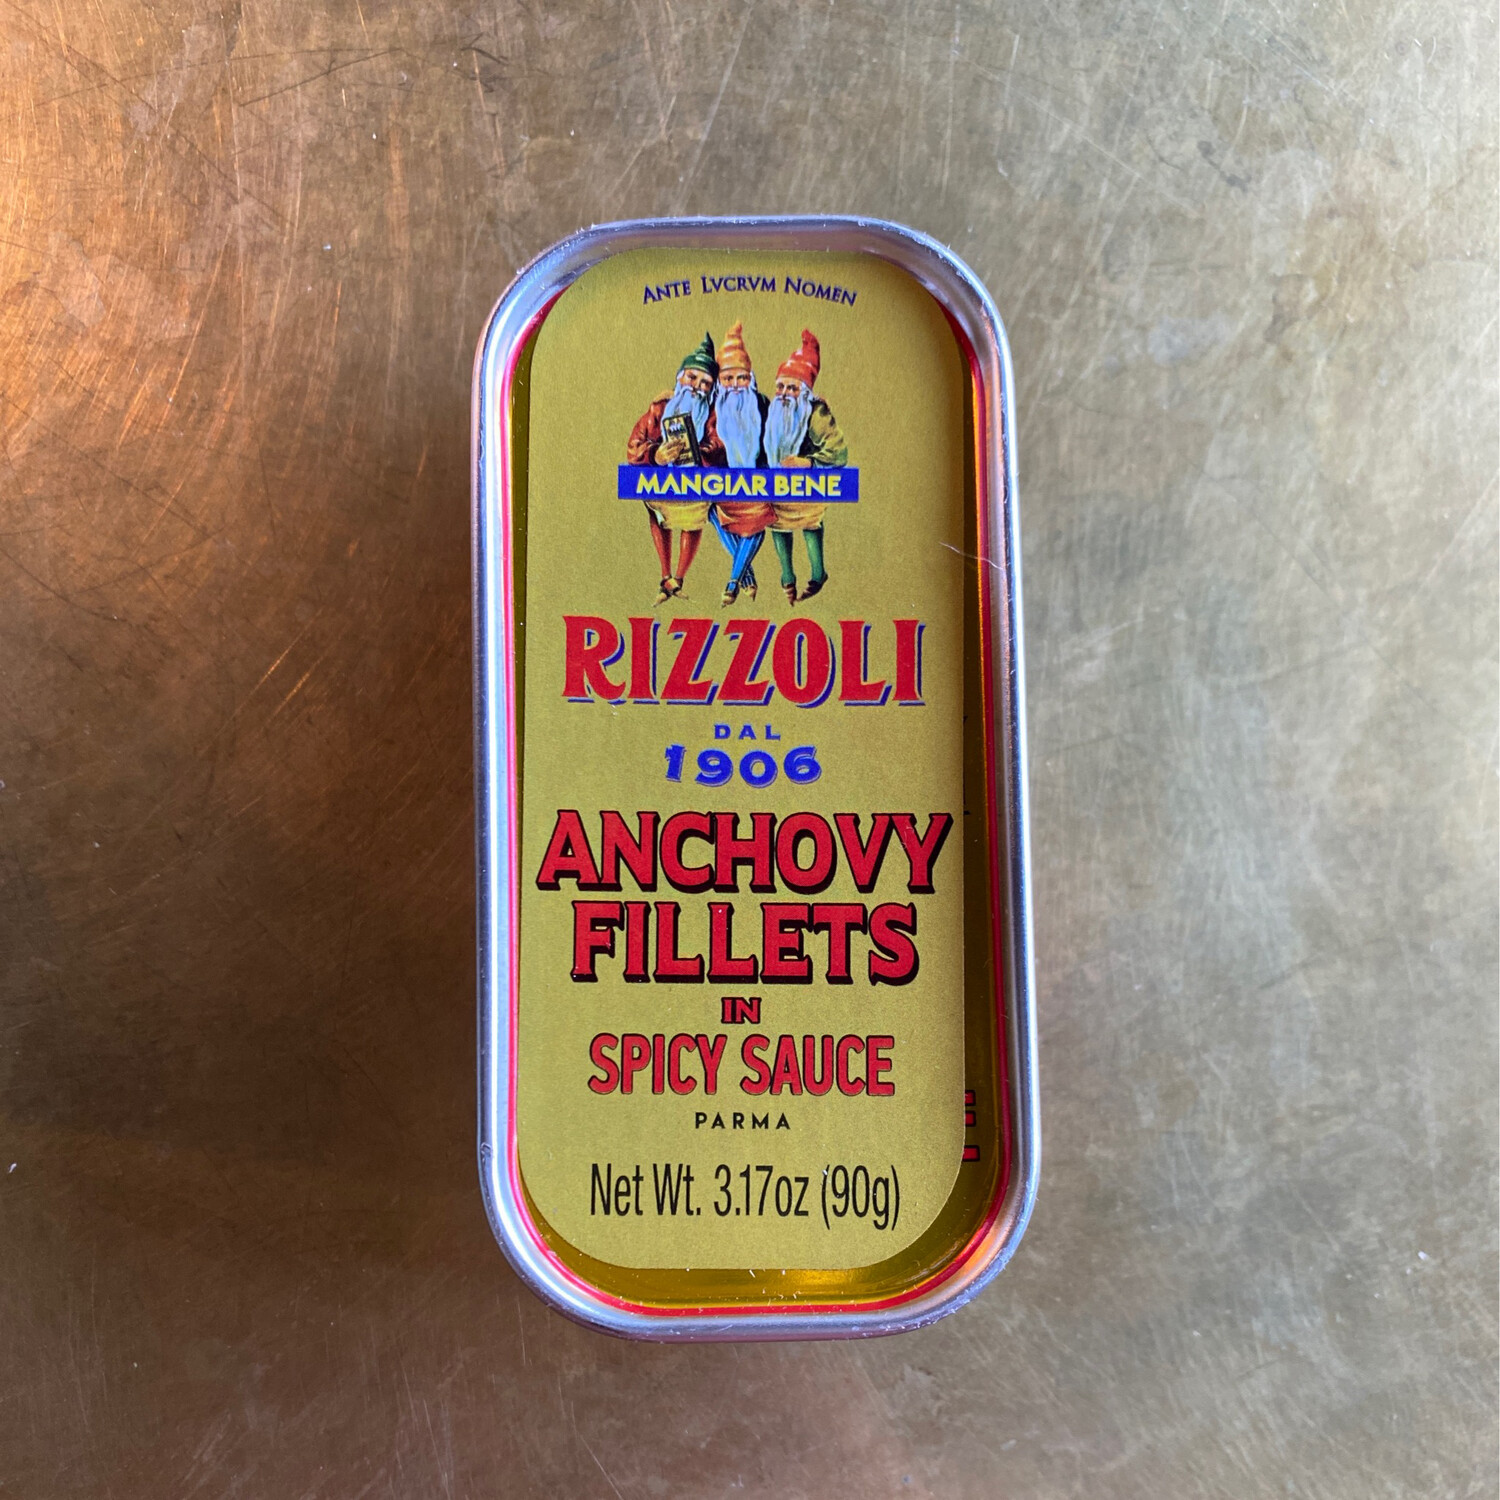 ANTE LVCRVM NOMEN
MANGIAR BENE
RIZZOLI
DAL
1906
ANCHOVY
FILLETS
IN
SPICY SAUCE
PARMA
Net Wt. 3.17oz (90g)